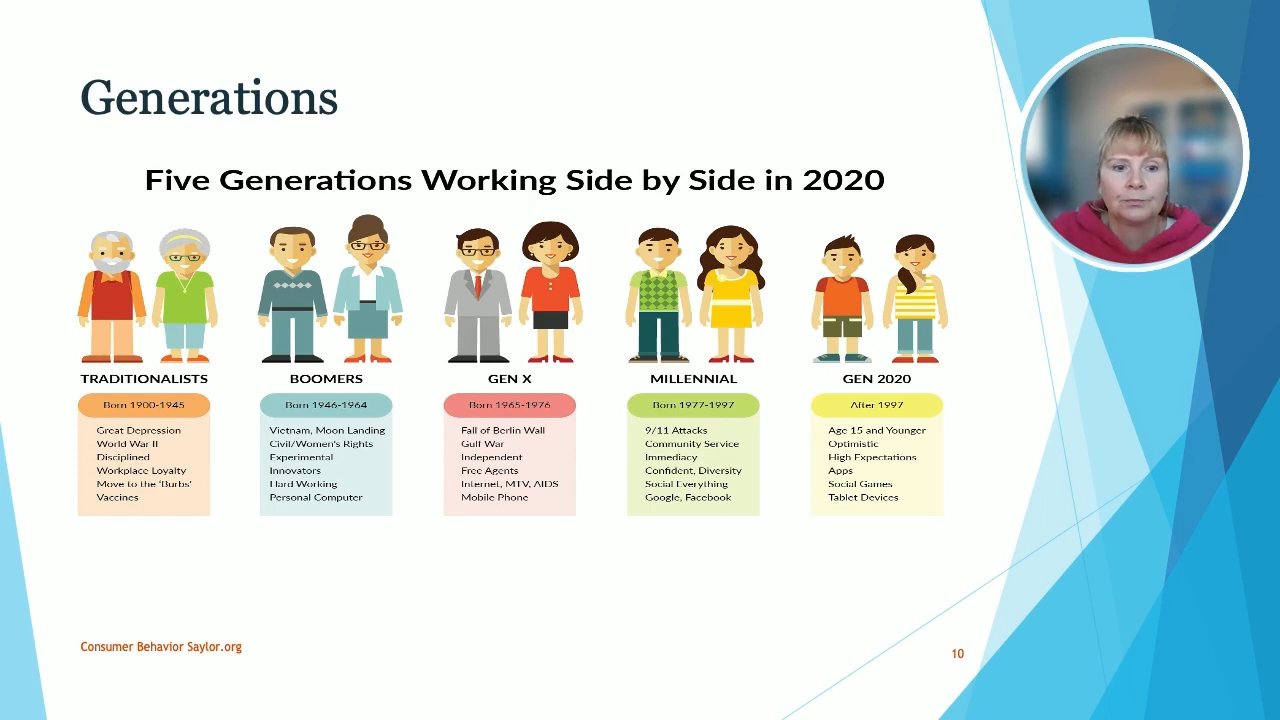 Generations
Five Generations Working Side by Side in 2020
TRADITIONALISTS
Born 1900-1945
Great Depression
World War II
Disciplined
Workplace Loyalty
Move to the 'Burbs'
Vaccines
BOOMERS
Born 1946-1964
Vietnam, Moon Landing
Civil/Women's Rights
Experimental
Innovators
Hard Working
Personal Computer
GEN X
Born 1965-1976
Fall of Berlin Wall
Gulf War
Independent
Free Agents
Internet, MTV, AIDS
Mobile Phone
MILLENNIAL
Born 1977-1997
9/11 Attacks
Community Service
Immediacy
Confident, Diversity
Social Everything
Google, Facebook
GEN 2020
After 1997
Age 15 and Younger
Optimistic
High Expectations
Apps
Social Games
Tablet Devices
Consumer Behavior Saylor.org
10